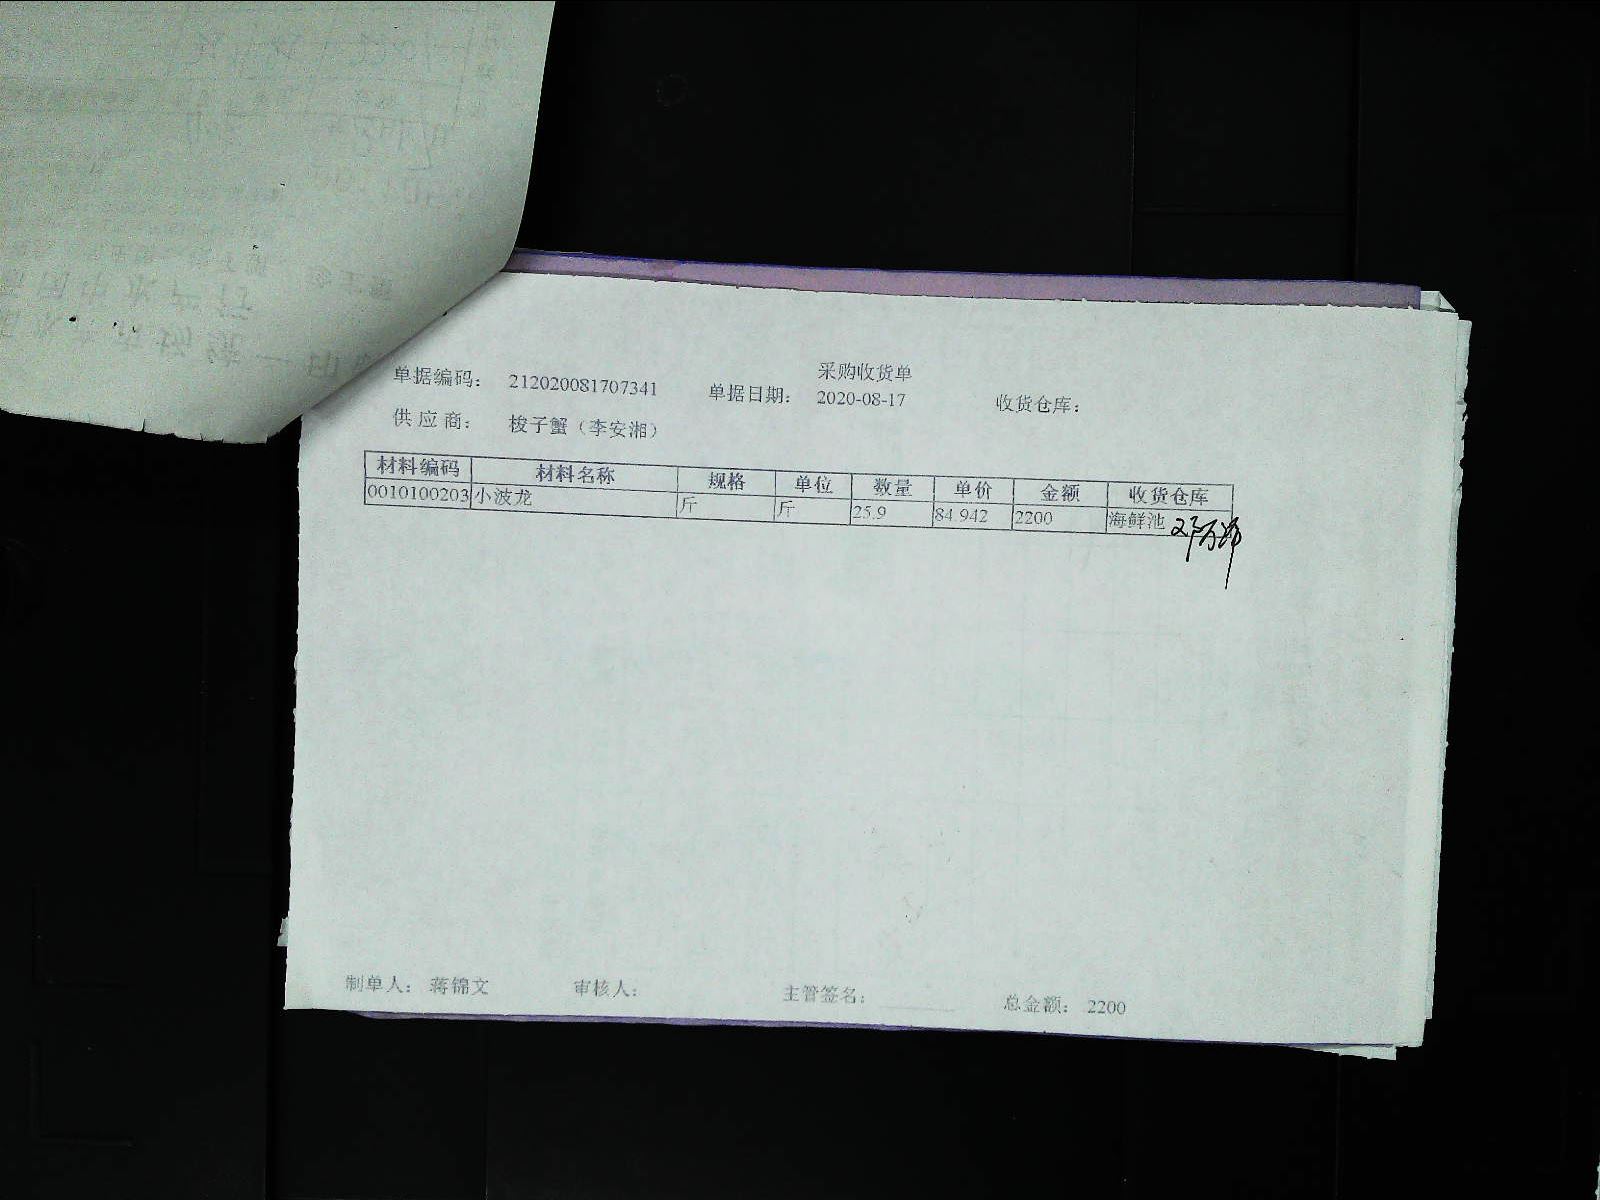 采购收货单
单据编码： 212020081707341 单据日期： 2020-08-17 收货仓库：
供 应 商： 梭子蟹（李安湘）
材料编码 材料名称 规格 单位 数量 单价 金额 收货仓库
0010100203 小波龙 斤 斤 25.9 84.942 2200 海鲜池
制单人： 蒋锦文 审核人： 主管签名： 总金额： 2200